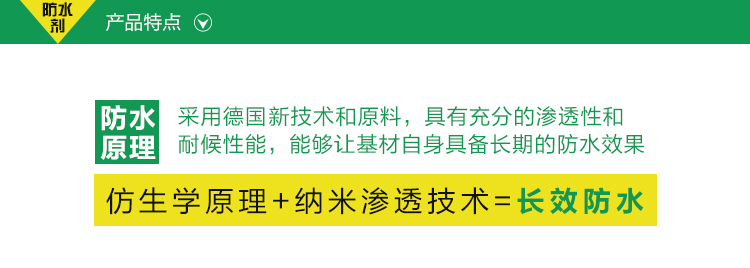 防水
剂
产品特点
防水
原理
采用德国新技术和原料，具有充分的渗透性和
耐候性能，能够让基材自身具备长期的防水效果
仿生学原理+纳米渗透技术=长效防水